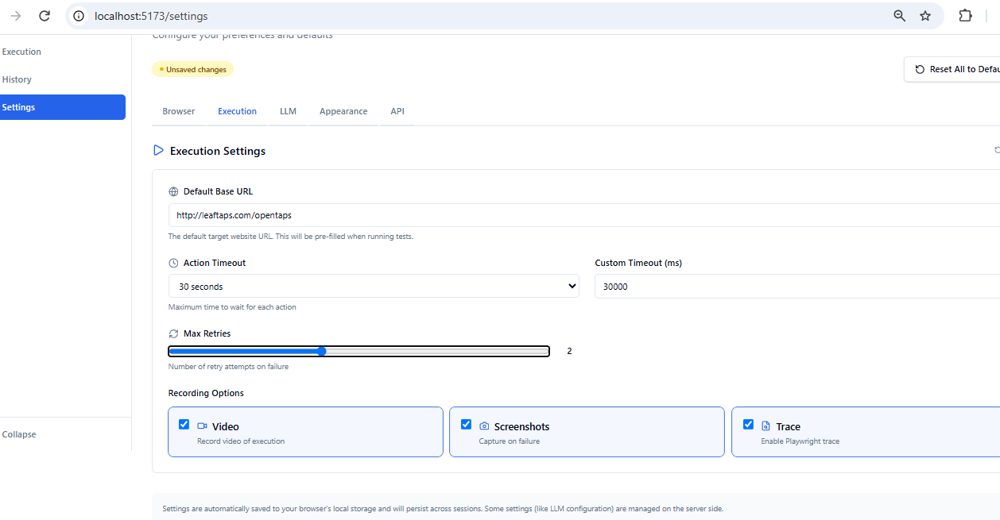 localhost:5173/settings
Configure your preferences and defaults
Execution
Unsaved changes
Reset All to Defau
History
Settings
Browser
Execution
LLM
Appearance
API
Execution Settings
Default Base URL
http://leaftaps.com/opentaps
The default target website URL. This will be pre-filled when running tests.
Action Timeout
Custom Timeout (ms)
30 seconds
30000
Maximum time to wait for each action
Max Retries
2
Number of retry attempts on failure
Recording Options
Video
Record video of execution
Screenshots
Capture on failure
Trace
Enable Playwright trace
Collapse
Settings are automatically saved to your browser's local storage and will persist across sessions. Some settings (like LLM configuration) are managed on the server side.